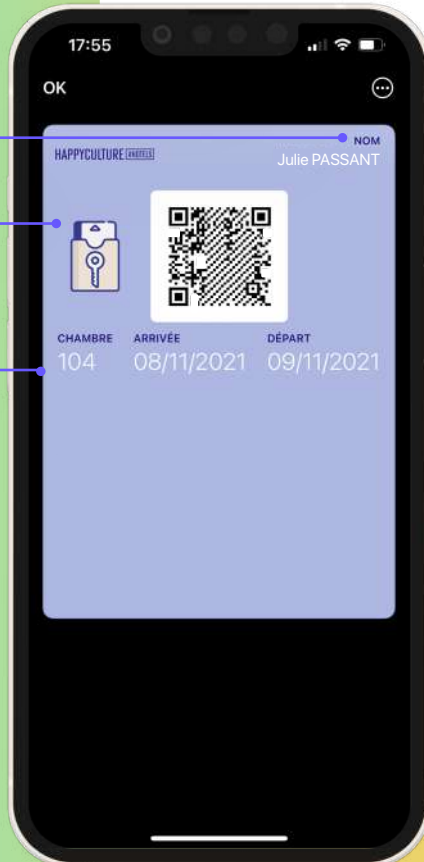 17:55
OK
NOM
HAPPYCULTURE #HOTELS
Julie PASSANT
CHAMBRE ARRIVÉE DÉPART
104 08/11/2021 09/11/2021